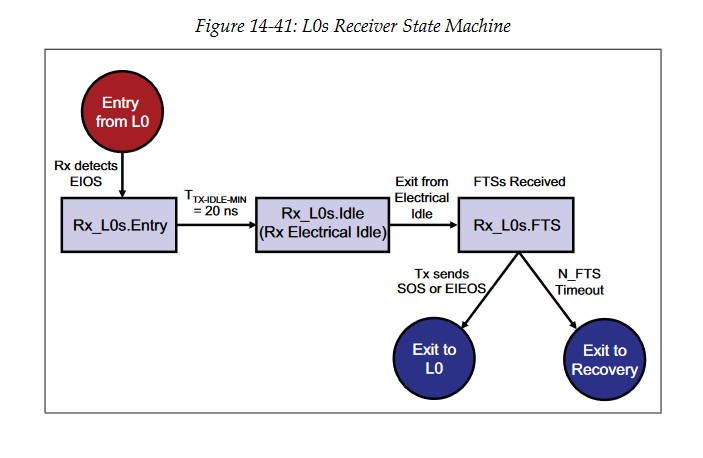 Figure 14-41: L0s Receiver State Machine
Entry
from L0
Rx detects
EIOS
Rx_L0s.Entry
TTX-IDLE-MIN
= 20 ns
Rx_L0s.Idle
(Rx Electrical Idle)
Exit from
Electrical
Idle
FTSs Received
Rx_L0s.FTS
Tx sends
SOS or EIEOS
N_FTS
Timeout
Exit to
L0
Exit to
Recovery